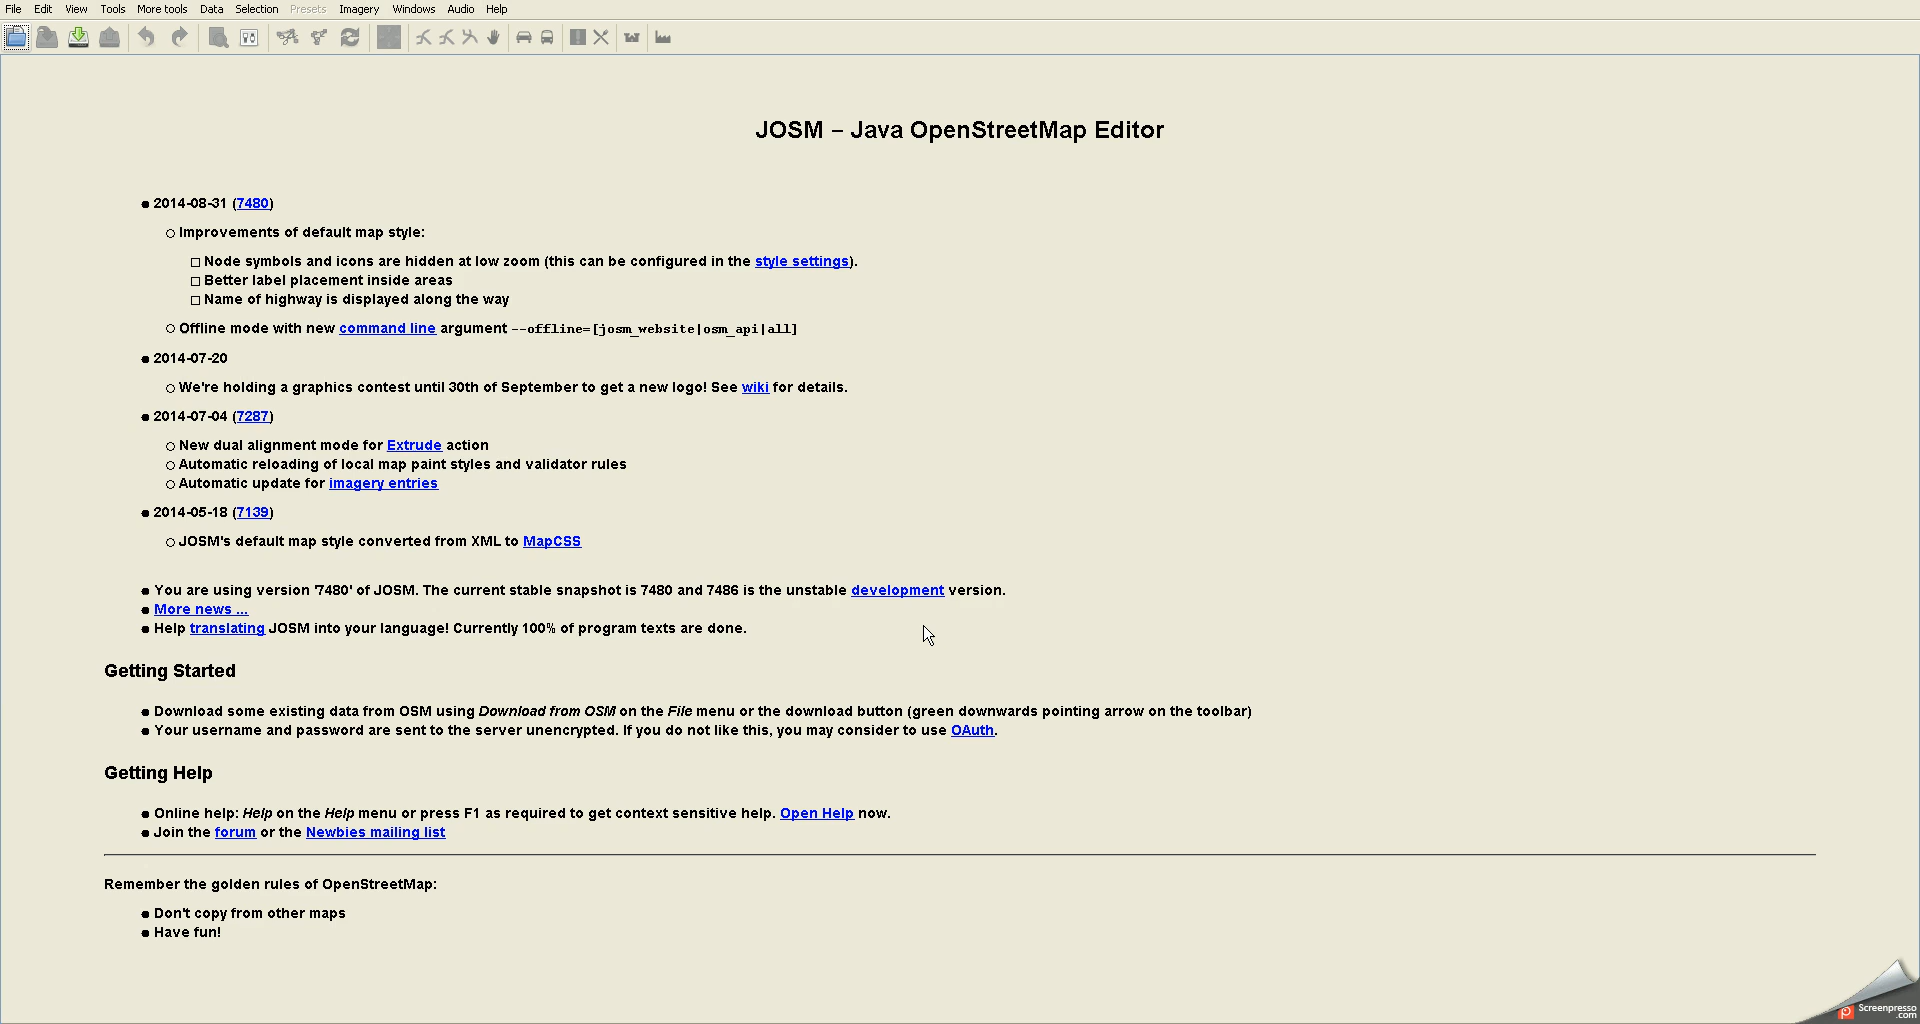 File Edit View Tools More tools Data Selection Presets Imagery Windows Audio Help
JOSM – Java OpenStreetMap Editor
2014-08-31 (7480)
Improvements of default map style:
Node symbols and icons are hidden at low zoom (this can be configured in the style settings).
Better label placement inside areas
Name of highway is displayed along the way
Offline mode with new command line argument --offline=[josm_website|osm_api|all]
2014-07-20
We're holding a graphics contest until 30th of September to get a new logo! See wiki for details.
2014-07-04 (7287)
New dual alignment mode for Extrude action
Automatic reloading of local map paint styles and validator rules
Automatic update for imagery entries
2014-05-18 (7139)
JOSM's default map style converted from XML to MapCSS
You are using version '7480' of JOSM. The current stable snapshot is 7480 and 7486 is the unstable development version.
More news ...
Help translating JOSM into your language! Currently 100% of program texts are done.
Getting Started
Download some existing data from OSM using Download from OSM on the File menu or the download button (green downwards pointing arrow on the toolbar)
Your username and password are sent to the server unencrypted. If you do not like this, you may consider to use OAuth.
Getting Help
Online help: Help on the Help menu or press F1 as required to get context sensitive help. Open Help now.
Join the forum or the Newbies mailing list
Remember the golden rules of OpenStreetMap:
Don't copy from other maps
Have fun!
Screenpresso
.com